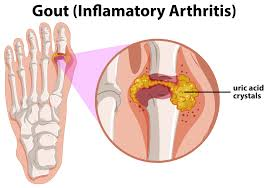 Gout (Inflamatory Arthritis)
uric acid
crystals